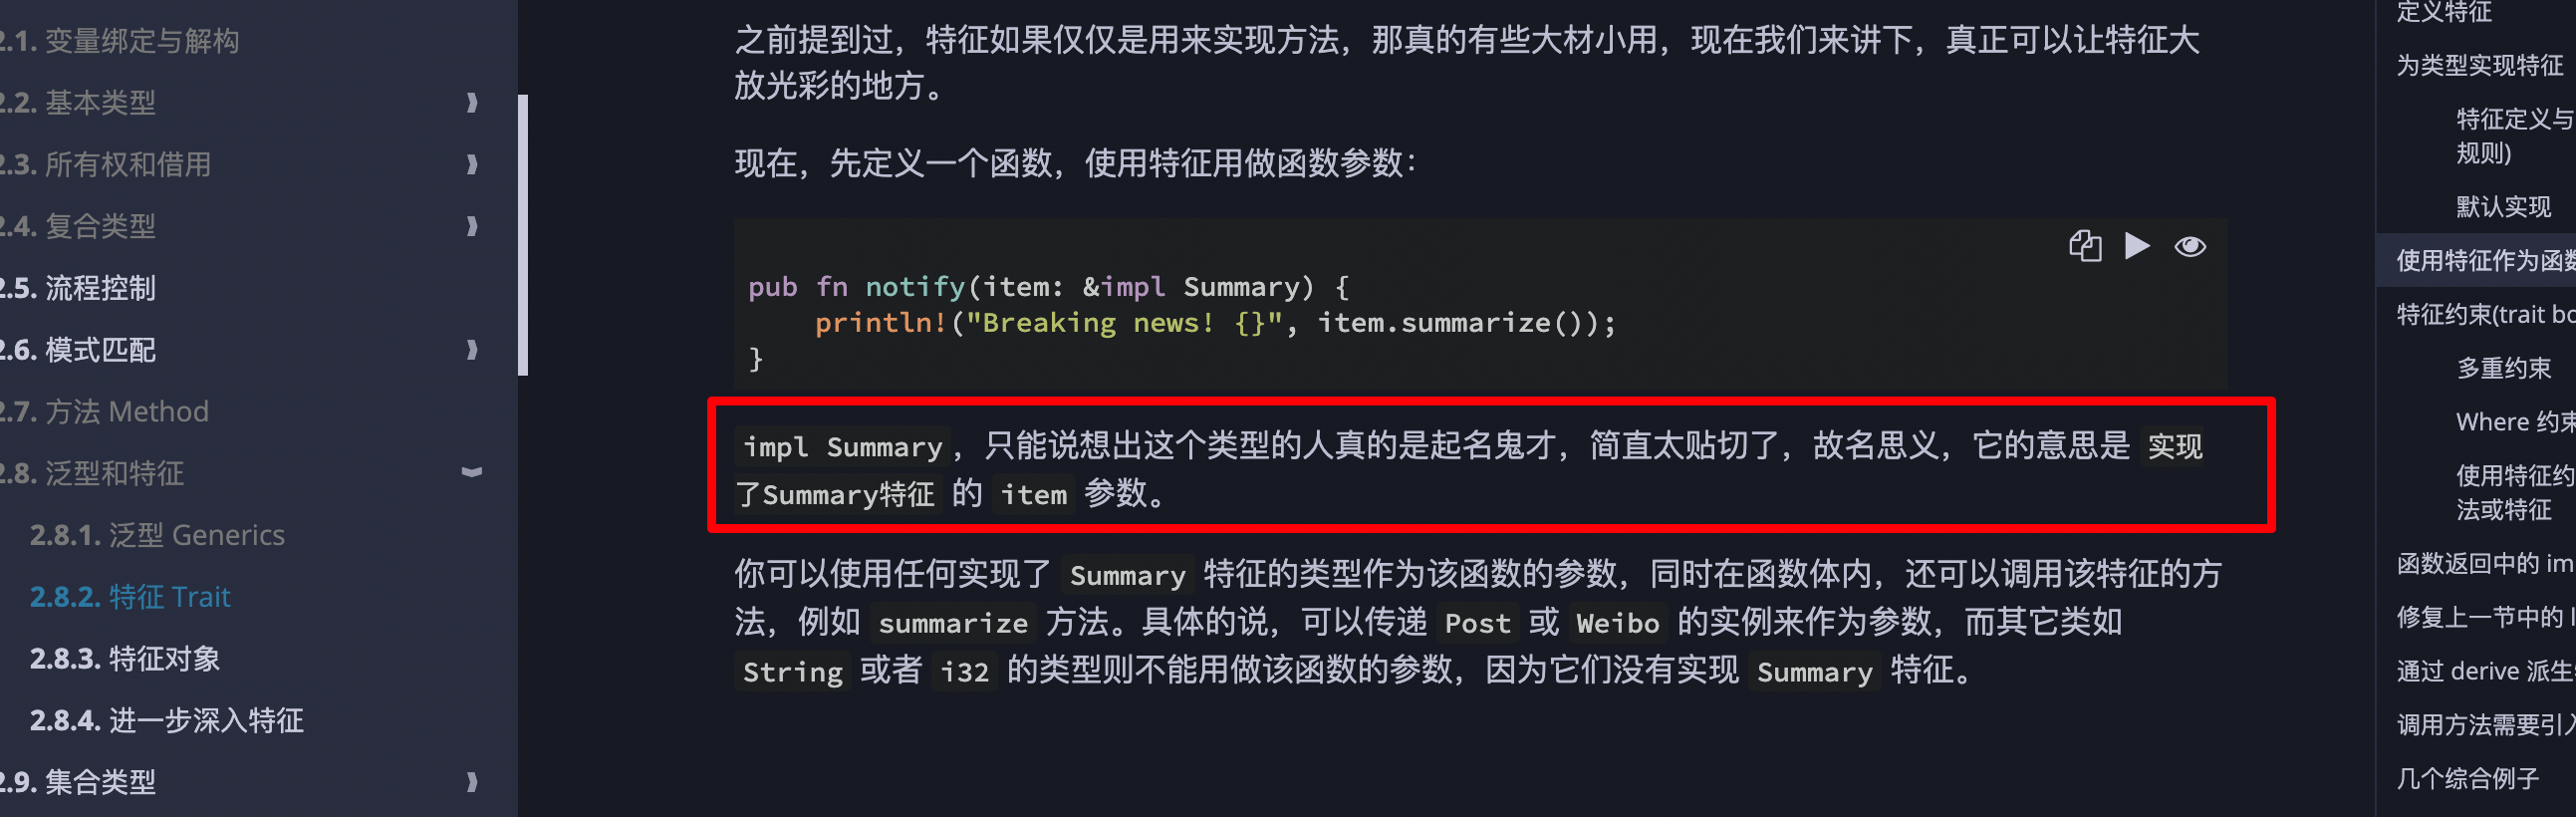 2.1. 变量绑定与解构
2.2. 基本类型
2.3. 所有权和借用
2.4. 复合类型
2.5. 流程控制
2.6. 模式匹配
2.7. 方法 Method
2.8. 泛型和特征
2.8.1. 泛型 Generics
2.8.2. 特征 Trait
2.8.3. 特征对象
2.8.4. 进一步深入特征
2.9. 集合类型
之前提到过，特征如果仅仅是用来实现方法，那真的有些大材小用，现在我们来讲下，真正可以让特征大
放光彩的地方。
现在，先定义一个函数，使用特征用做函数参数：
pub fn notify(item: &impl Summary) {
    println!("Breaking news! {}", item.summarize());
}
impl Summary，只能说想出这个类型的人真的是起名鬼才，简直太贴切了，故名思义，它的意思是 实现
了Summary特征 的 item 参数。
你可以使用任何实现了 Summary 特征的类型作为该函数的参数，同时在函数体内，还可以调用该特征的方
法，例如 summarize 方法。具体的说，可以传递 Post 或 Weibo 的实例来作为参数，而其它类如
String 或者 i32 的类型则不能用做该函数的参数，因为它们没有实现 Summary 特征。
定义特征
为类型实现特征
特征定义与
规则)
默认实现
使用特征作为函数
特征约束(trait bo
多重约束
Where 约束
使用特征约
法或特征
函数返回中的 im
修复上一节中的 l
通过 derive 派生
调用方法需要引入
几个综合例子